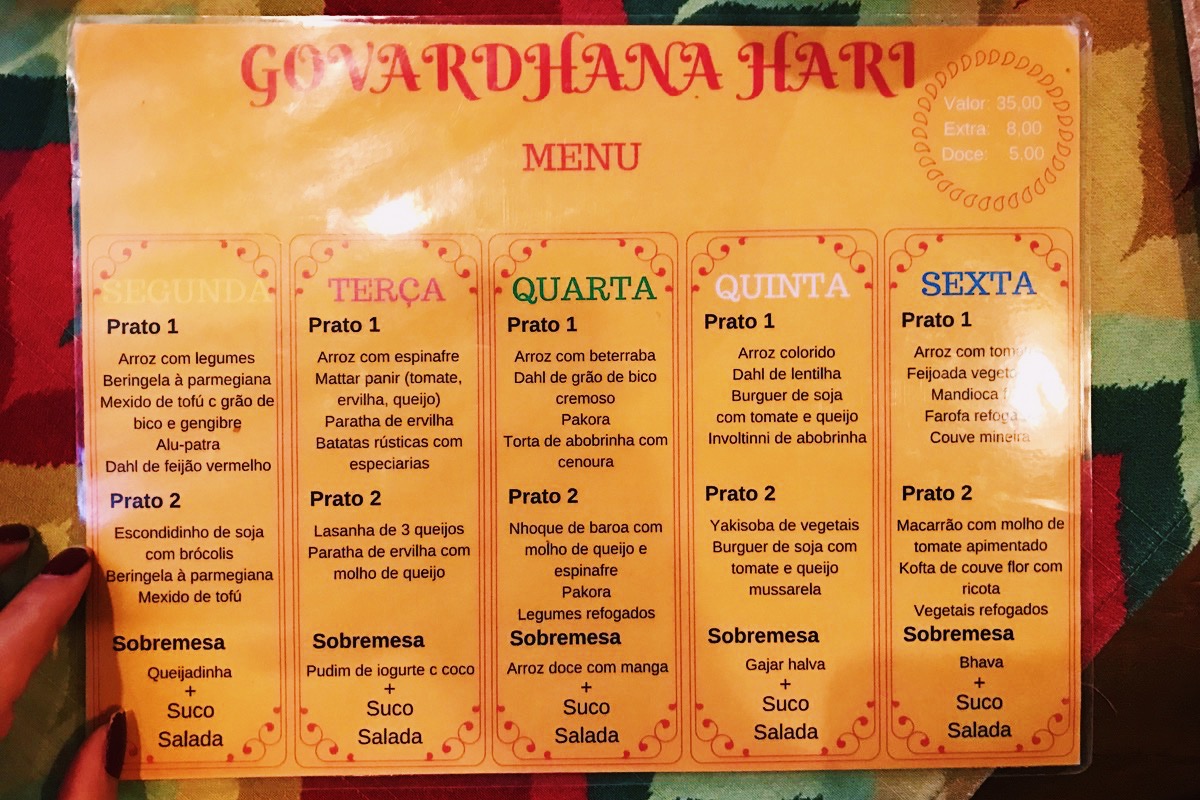 GOVARDHANA HARI
Valor: 35,00
Extra: 8,00
Doce: 5.00
MENU
SEGUNDA
Prato 1
Arroz com legumes
Beringela à parmegiana
Mexido de tofú c grão de
bico e gengibre
Alu-patra
Dahl de feijão vermelho
Prato 2
Escondidinho de soja
com brócolis
Beringela à parmegiana
Mexido de tofú
Sobremesa
Queijadinha
+
Suco
Salada
TERÇA
Prato 1
Arroz com espinafre
Mattar panir (tomate,
ervilha, queijo)
Paratha de ervilha
Batatas rústicas com
especiarias
Prato 2
Lasanha de 3 queijos
Paratha de ervilha com
molho de queijo
Sobremesa
Pudim de iogurte c coco
+
Suco
Salada
QUARTA
Prato 1
Arroz com beterraba
Dahl de grão de bico
cremoso
Pakora
Torta de abobrinha com
cenoura
Prato 2
Nhoque de baroa com
molho de queijo e
espinafre
Pakora
Legumes refogados
Sobremesa
Arroz doce com manga
+
Suco
Salada
QUINTA
Prato 1
Arroz colorido
Dahl de lentilha
Burguer de soja
com tomate e queijo
Involtinni de abobrinha
Prato 2
Yakisoba de vegetais
Burguer de soja com
tomate e queijo
mussarela
Sobremesa
Gajar halva
+
Suco
Salada
SEXTA
Prato 1
Arroz com
Feijoada
Mandioca
Farofa
Couve mineira
Prato 2
Macarrão com molho de
tomate apimentado
Kofta de couve flor com
ricota
Vegetais refogados
Sobremesa
Bhava
+
Suco
Salada